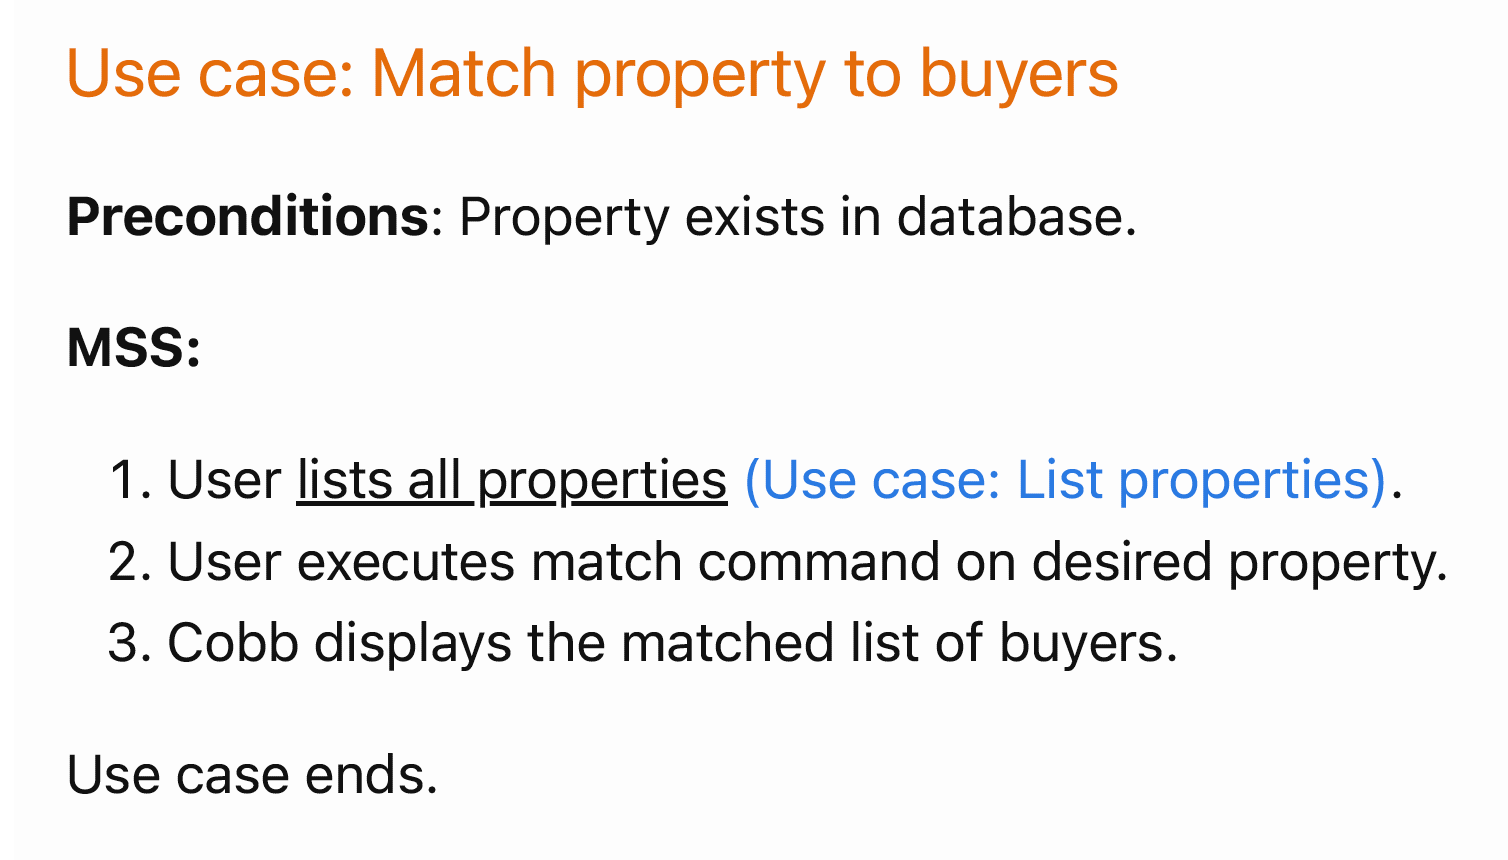 Use case: Match property to buyers
Preconditions: Property exists in database.
MSS:
1. User lists all properties (Use case: List properties).
2. User executes match command on desired property.
3. Cobb displays the matched list of buyers.
Use case ends.